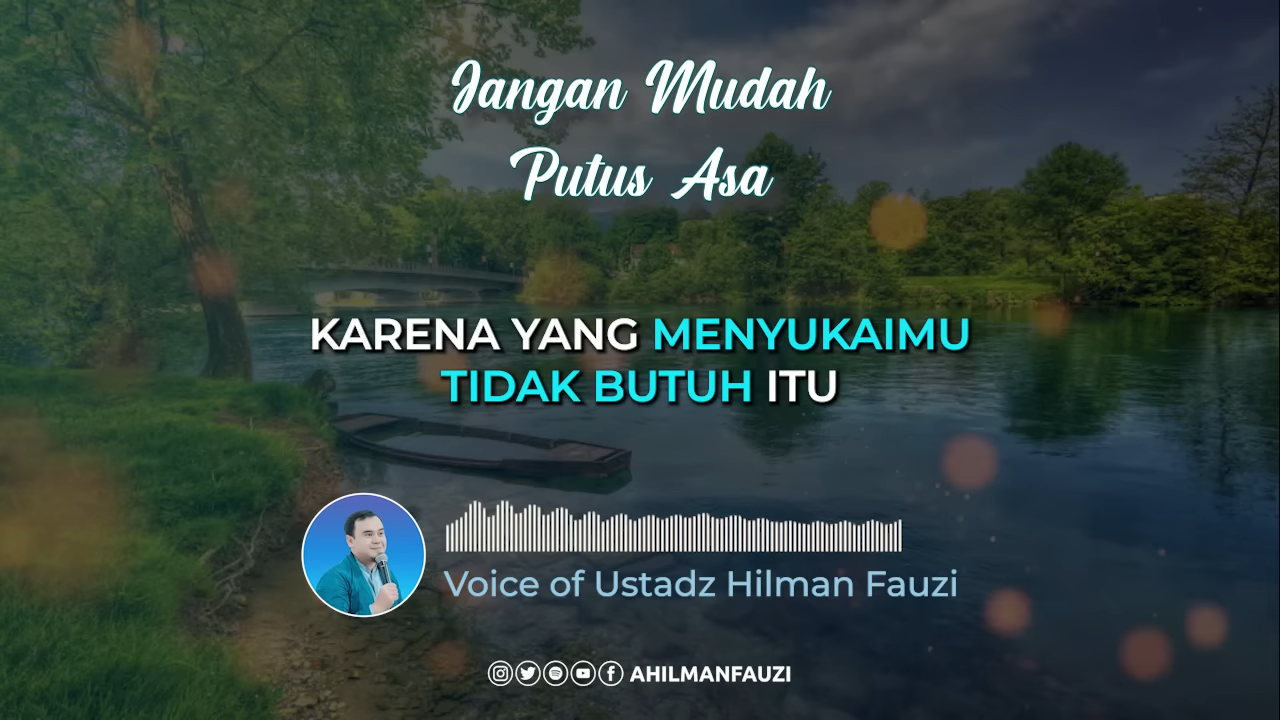 Jangan Mudah
Putus Asa
KARENA YANG MENYUKAIMU
TIDAK BUTUH ITU
Voice of Ustadz Hilman Fauzi
AHILMANFAUZI